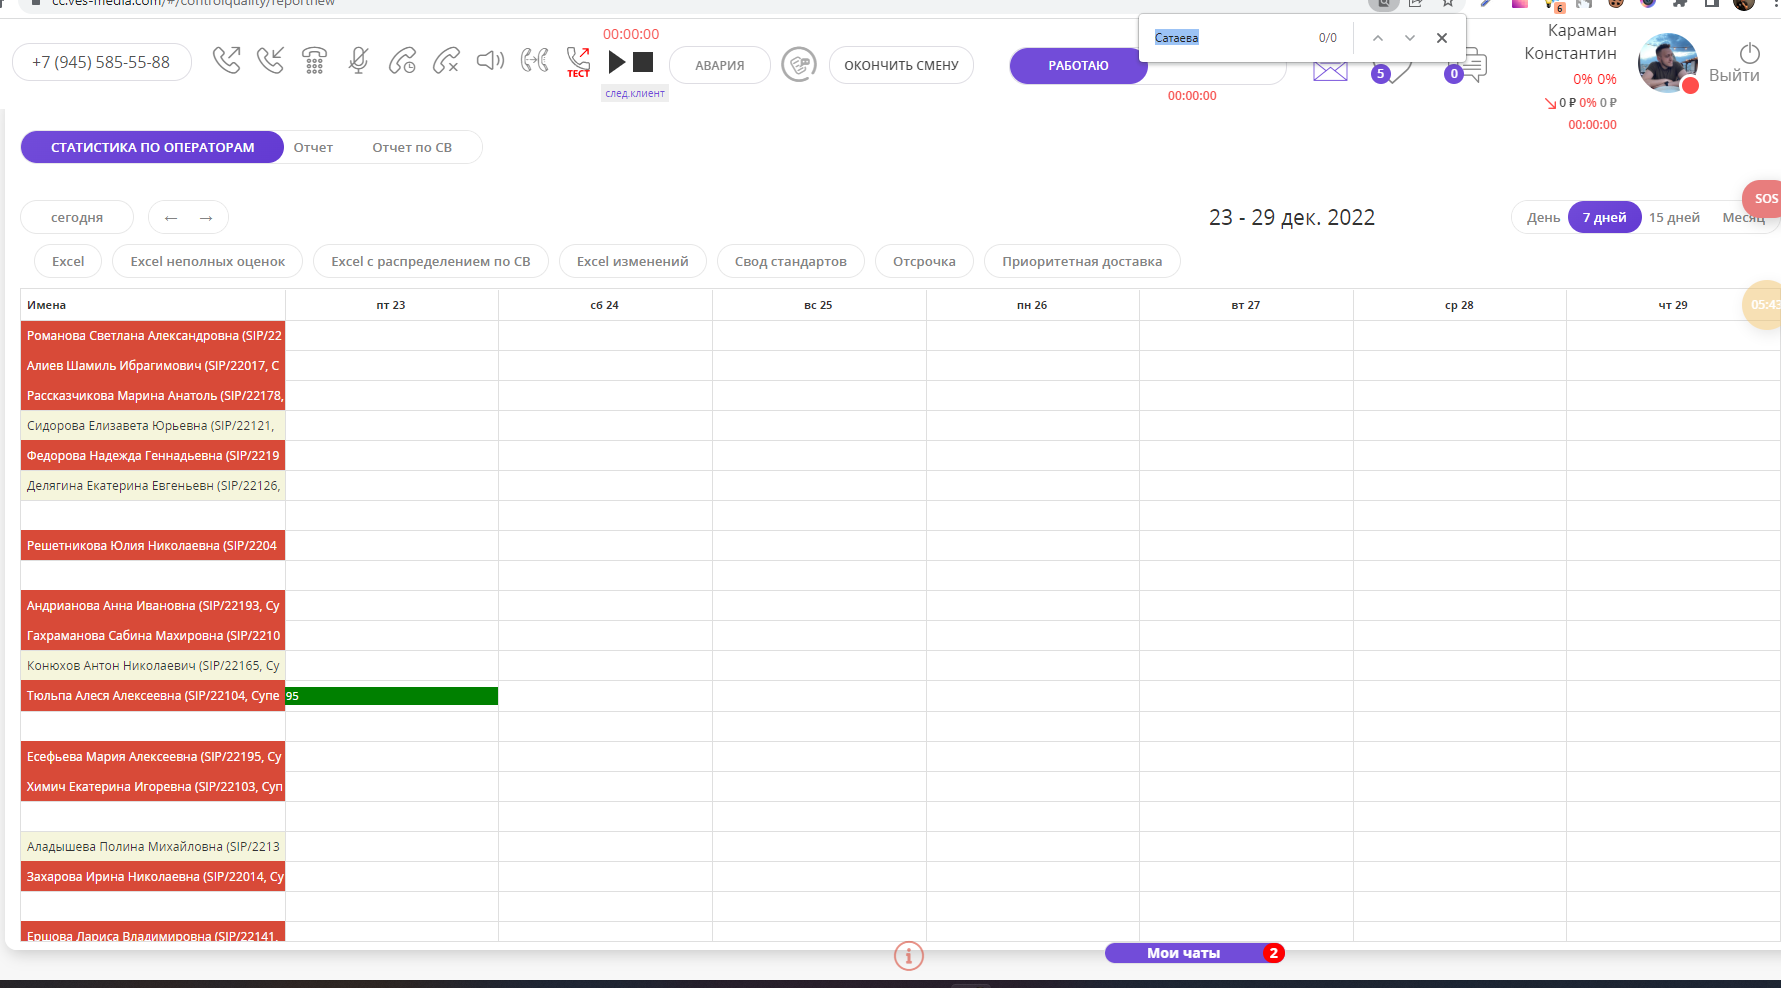 cc.ves-media.com/#/controlquality/reportnew
6
Сатаева 0/0
+7 (945) 585-55-88
ТЕСТ
00:00:00
след.клиент
АВАРИЯ
ОКОНЧИТЬ СМЕНУ
РАБОТАЮ
00:00:00
5
0
Караман
Константин
0% 0%
0 ₽ 0% 0 ₽
00:00:00
Выйти
СТАТИСТИКА ПО ОПЕРАТОРАМ Отчет Отчет по СВ
SOS
сегодня ← → 23 - 29 дек. 2022 День 7 дней 15 дней Месяц
Excel Excel неполных оценок Excel с распределением по СВ Excel изменений Свод стандартов Отсрочка Приоритетная доставка
05:43
Имена пт 23 сб 24 вс 25 пн 26 вт 27 ср 28 чт 29
Романова Светлана Александровна (SIP/22
Алиев Шамиль Ибрагимович (SIP/22017, С
Рассказчикова Марина Анатоль (SIP/22178,
Сидорова Елизавета Юрьевна (SIP/22121,
Федорова Надежда Геннадьевна (SIP/2219
Делягина Екатерина Евгеньевн (SIP/22126,
Решетникова Юлия Николаевна (SIP/2204
Андрианова Анна Ивановна (SIP/22193, Су
Гахраманова Сабина Махировна (SIP/2210
Конюхов Антон Николаевич (SIP/22165, Су
Тюльпа Алеся Алексеевна (SIP/22104, Супе 95
Есефьева Мария Алексеевна (SIP/22195, Су
Химич Екатерина Игоревна (SIP/22103, Суп
Аладышева Полина Михайловна (SIP/2213
Захарова Ирина Николаевна (SIP/22014, Су
Ершова Лариса Владимировна (SIP/22141,
Мои чаты 2